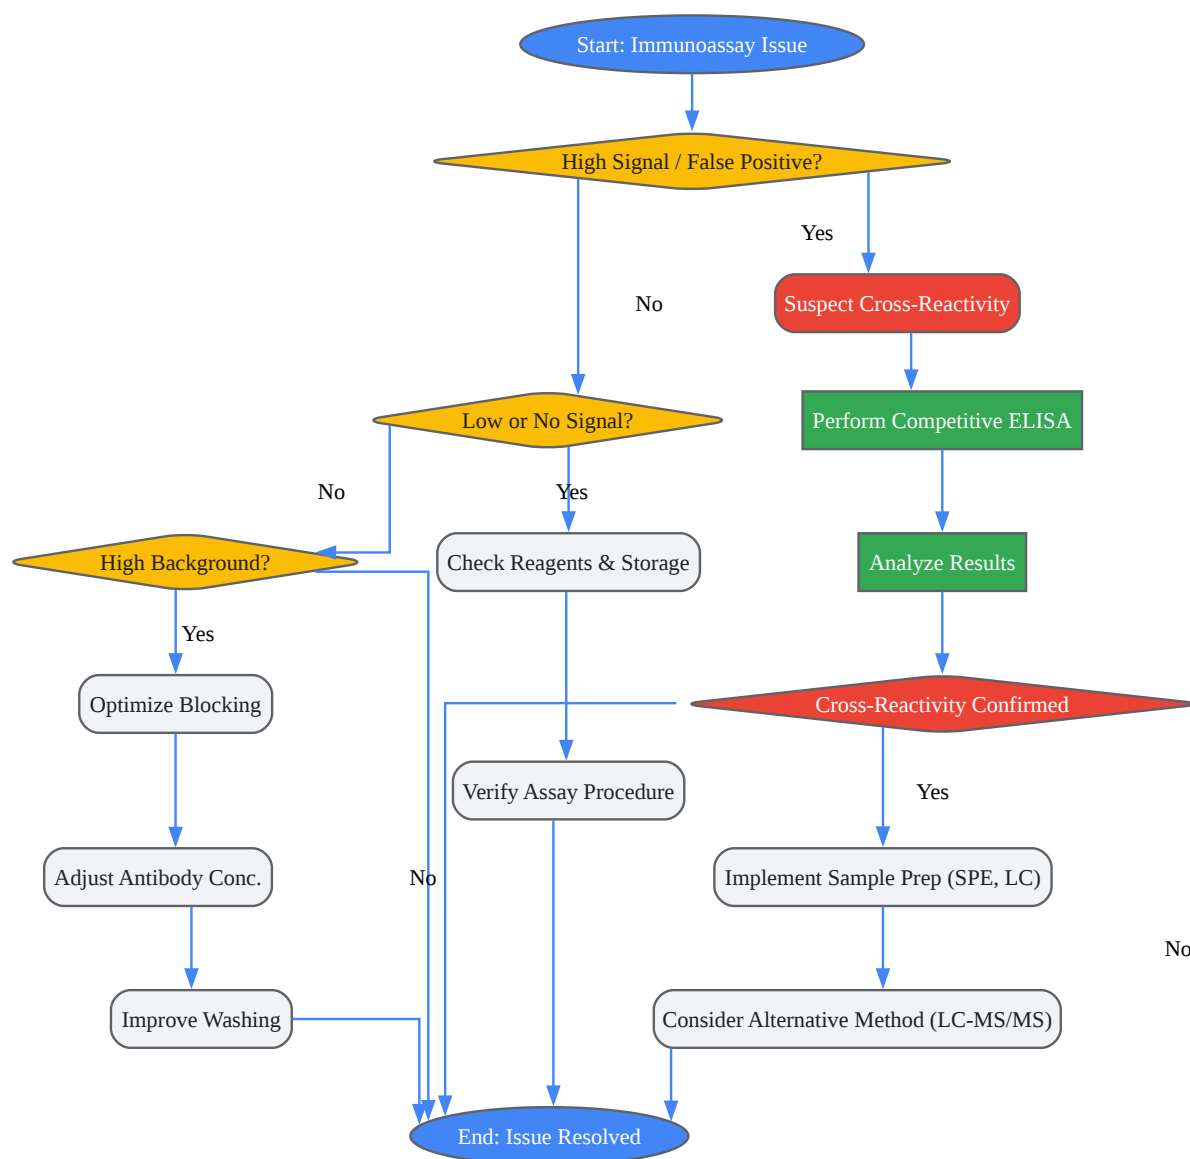 Start: Immunoassay Issue
High Signal / False Positive?
Yes
No
Suspect Cross-Reactivity
Low or No Signal?
Perform Competitive ELISA
No
Yes
High Background?
Check Reagents & Storage
Analyze Results
Yes
Optimize Blocking
Cross-Reactivity Confirmed
Verify Assay Procedure
Yes
Adjust Antibody Conc.
No
Implement Sample Prep (SPE, LC)
No
Improve Washing
Consider Alternative Method (LC-MS/MS)
End: Issue Resolved